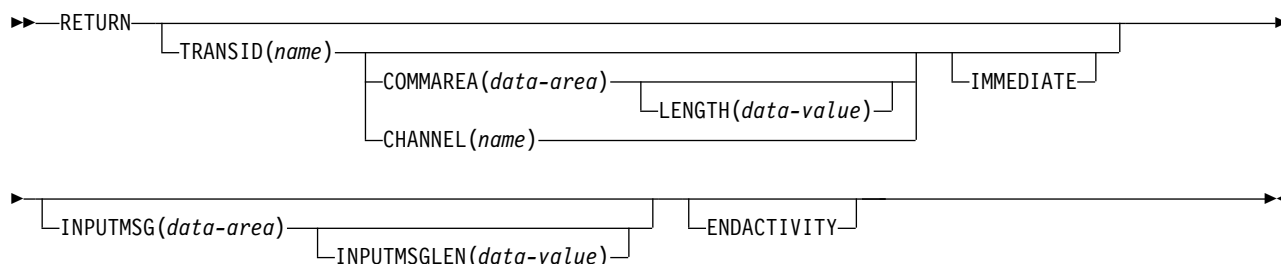 RETURN
TRANSID(name)
COMMAREA(data-area)
IMMEDIATE
LENGTH(data-value)
CHANNEL(name)
INPUTMSG(data-area)
ENDACTIVITY
INPUTMSGLEN(data-value)